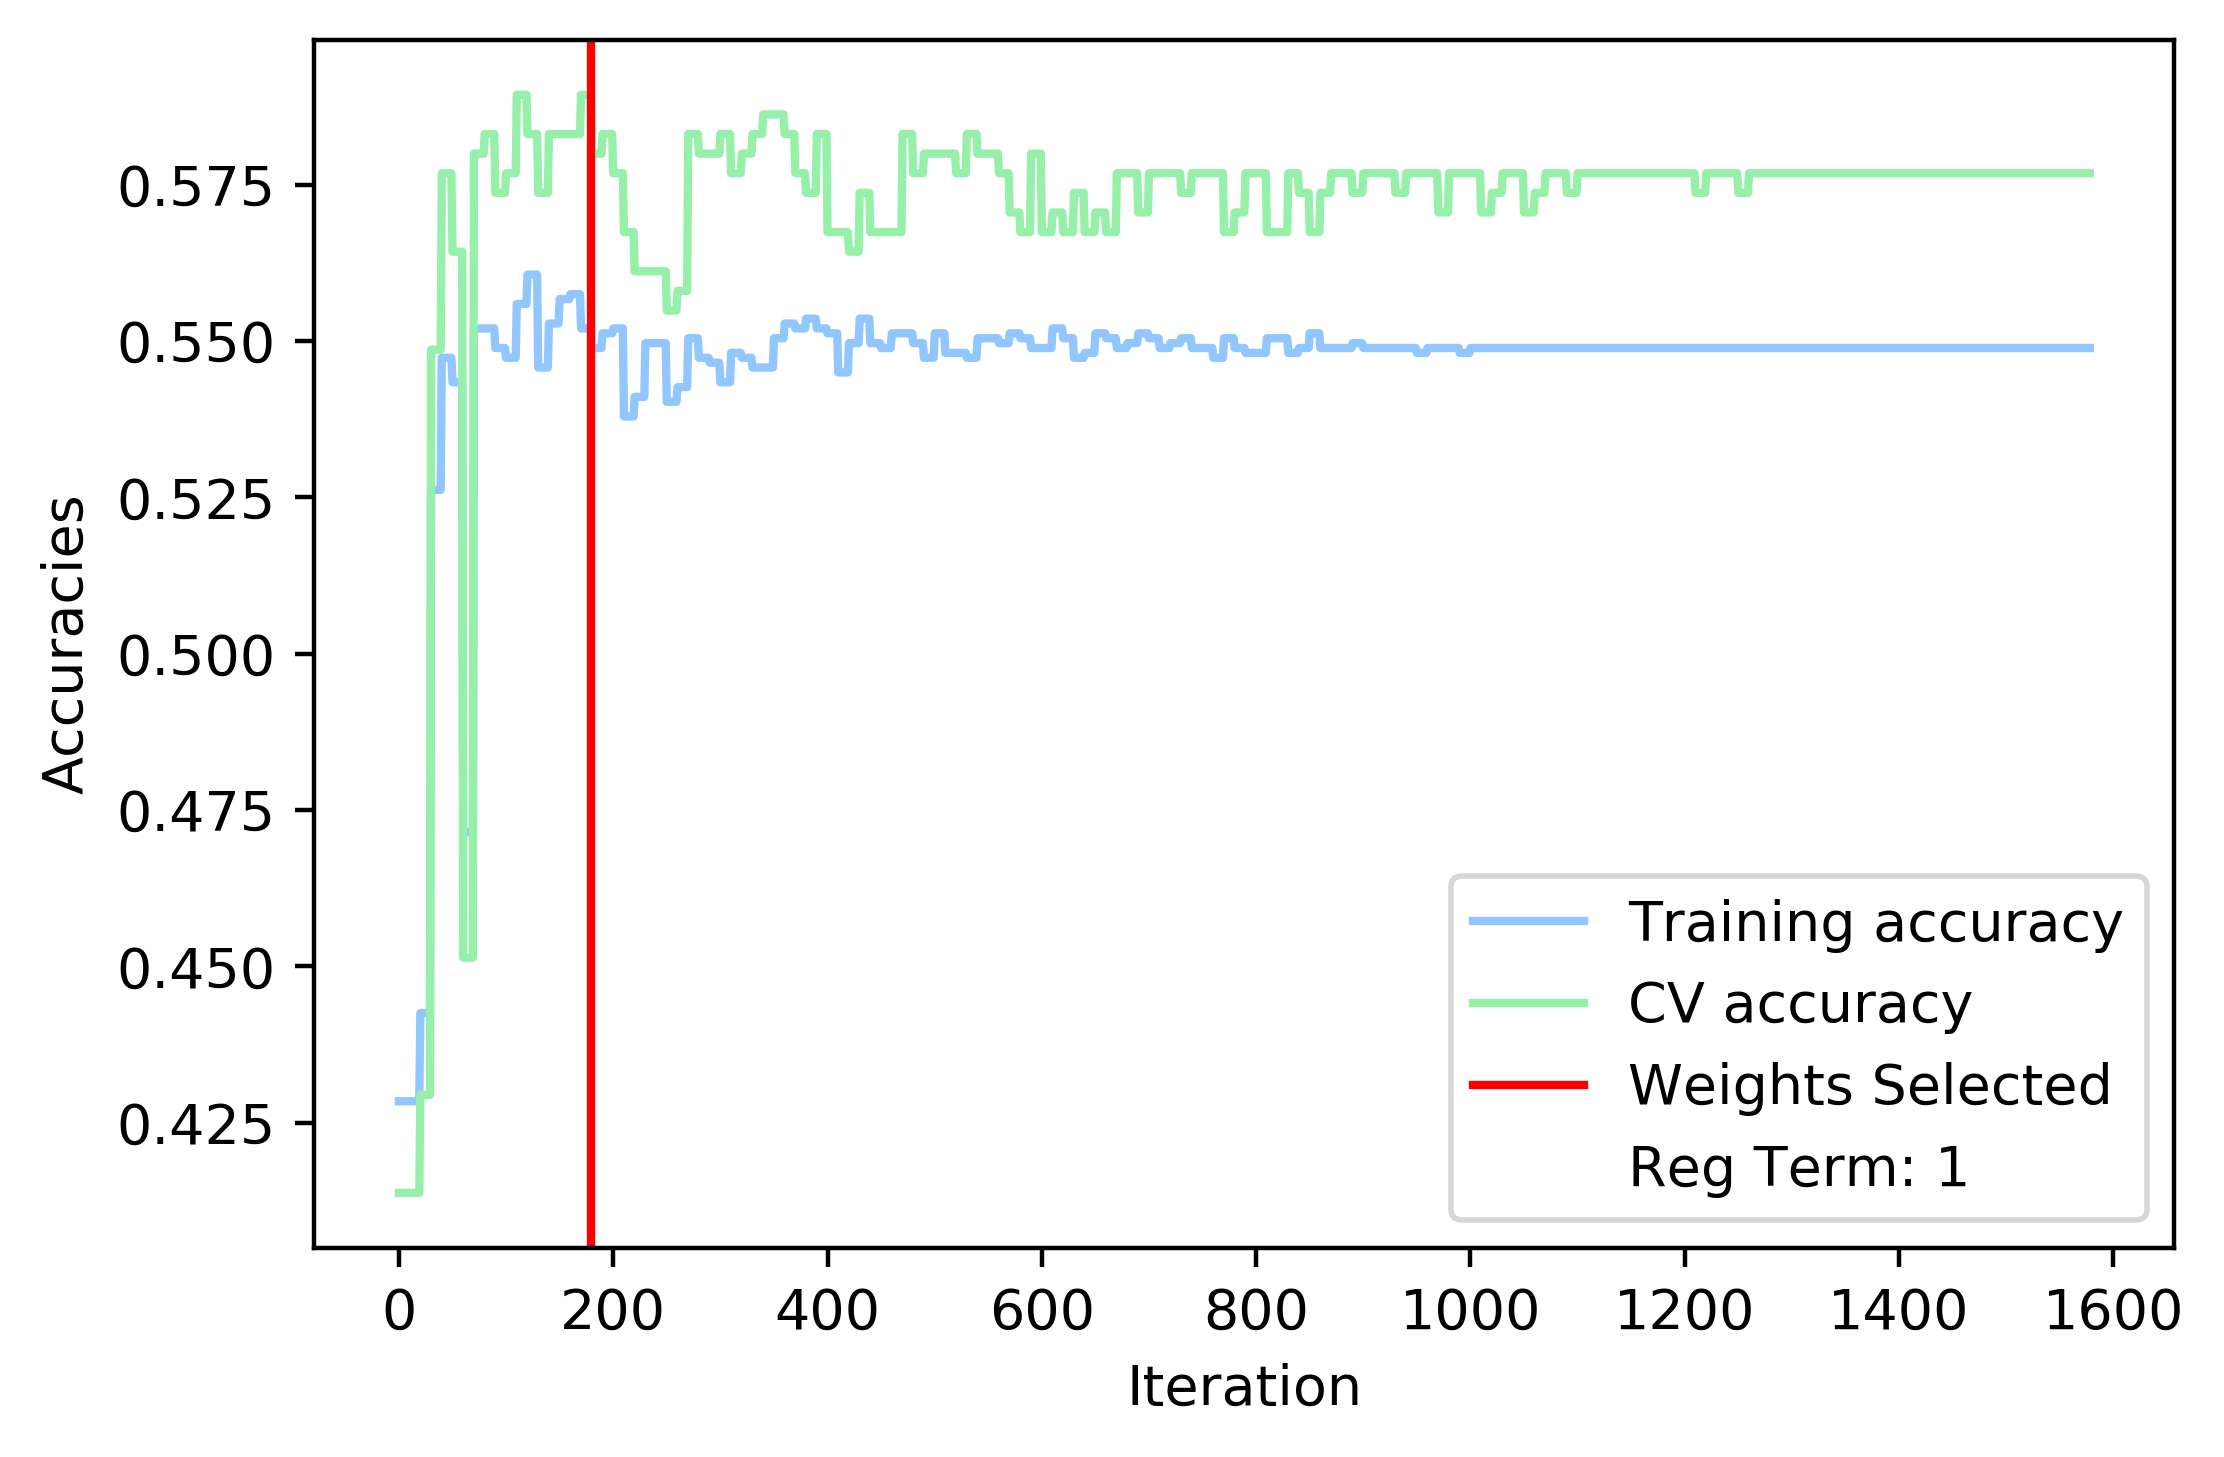 0.575
0.550
0.525
0.500
0.475
0.450
0.425
Accuracies
Training accuracy
CV accuracy
Weights Selected
Reg Term: 1
0 200 400 600 800 1000 1200 1400 1600
Iteration